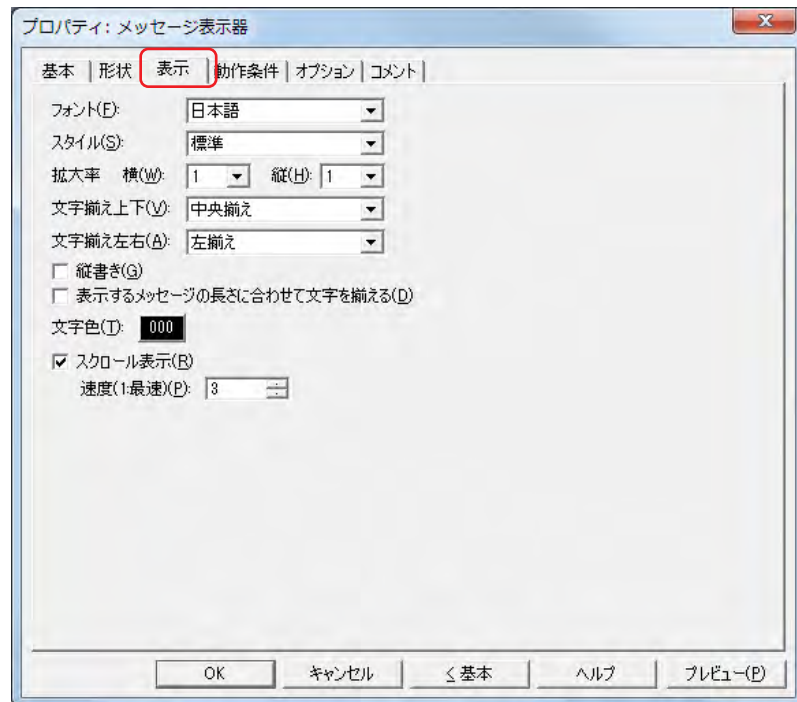 プロパティ: メッセージ表示器
基本 形状 表示 動作条件 オプション コメント
フォント(F): 日本語
スタイル(S): 標準
拡大率 横(W): 1 縦(H): 1
文字揃え上下(V): 中央揃え
文字揃え左右(A): 左揃え
縦書き(G)
表示するメッセージの長さに合わせて文字を揃える(D)
文字色(T): 000
スクロール表示(R)
速度(1:最速)(P): 3
OK キャンセル < 基本 ヘルプ プレビュー(P)